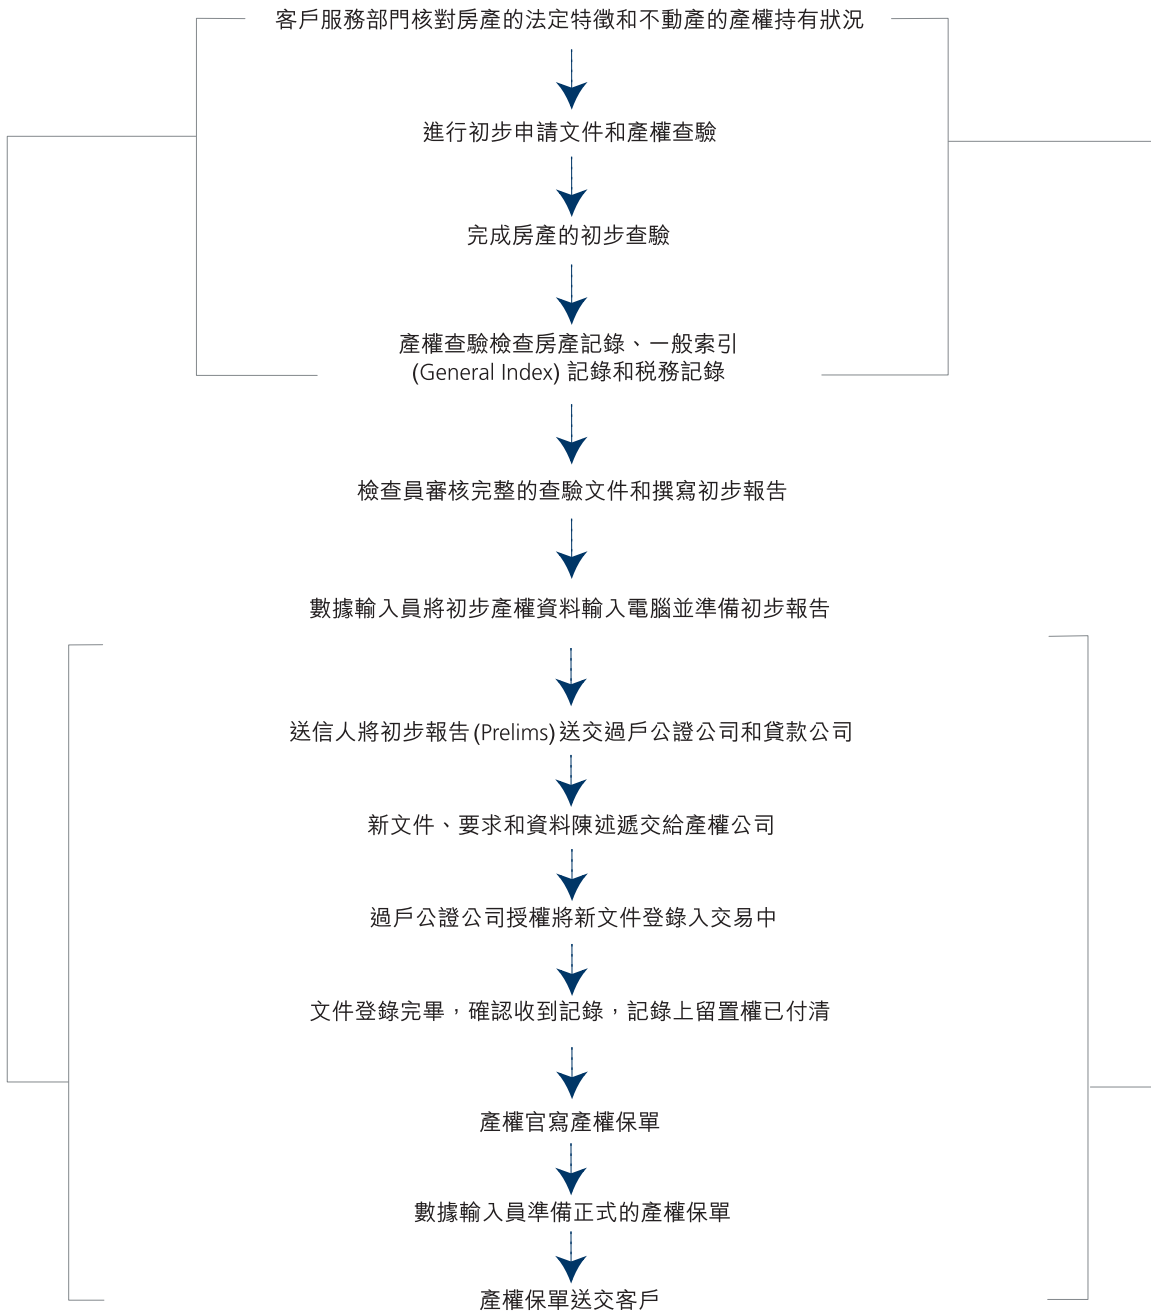 客戶服務部門核對房產的法定特徵和不動產的產權持有狀況
進行初步申請文件和產權查驗
完成房產的初步查驗
產權查驗檢查房產記錄、一般索引
(General Index) 記錄和税務記錄
檢查員審核完整的查驗文件和撰寫初步報告
數據輸入員將初步產權資料輸入電腦並準備初步報告
送信人將初步報告(Prelims)送交過戶公證公司和貸款公司
新文件、要求和資料陳述遞交給產權公司
過戶公證公司授權將新文件登錄入交易中
文件登錄完畢，確認收到記錄，記錄上留置權已付清
產權官寫產權保單
數據輸入員準備正式的產權保單
產權保單送交客戶